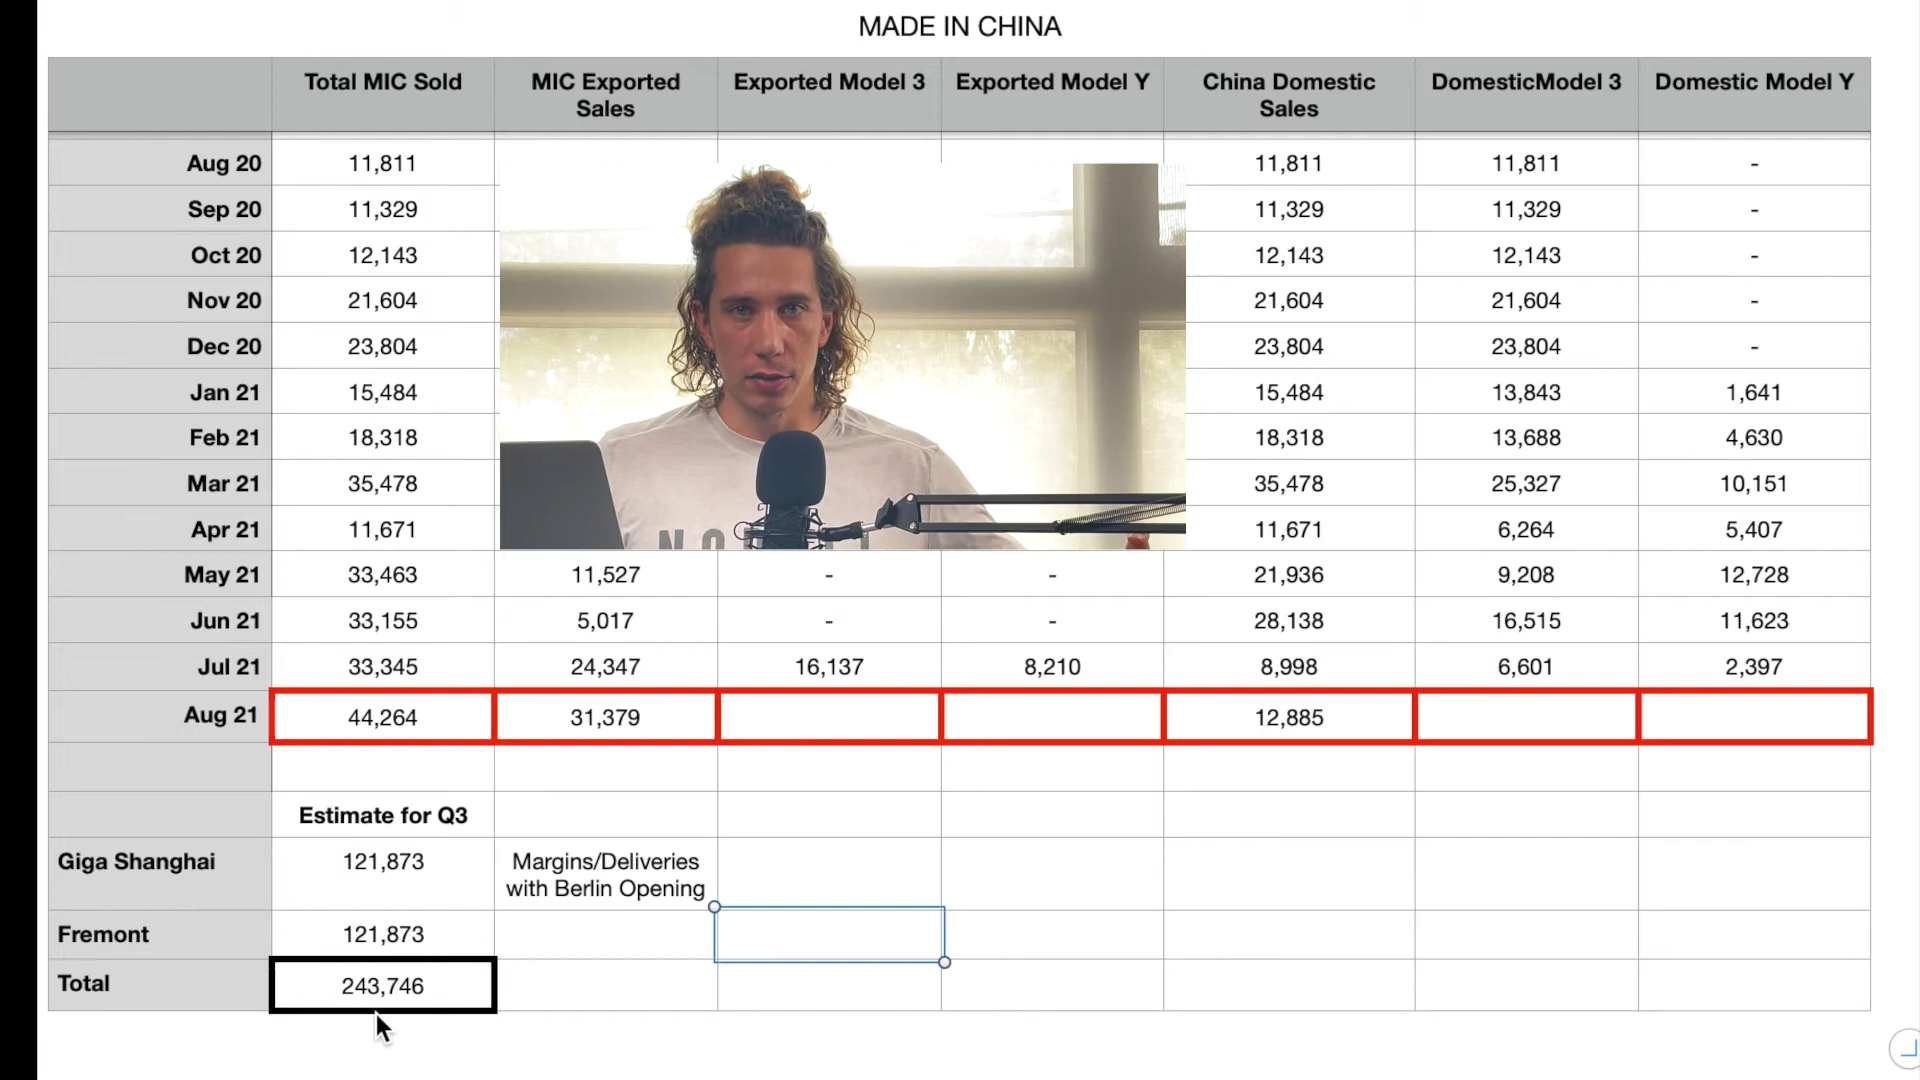 MADE IN CHINA
Total MIC Sold MIC Exported Sales Exported Model 3 Exported Model Y China Domestic Sales DomesticModel 3 Domestic Model Y
Aug 20 11,811 11,811 11,811 -
Sep 20 11,329 11,329 11,329 -
Oct 20 12,143 12,143 12,143 -
Nov 20 21,604 21,604 21,604 -
Dec 20 23,804 23,804 23,804 -
Jan 21 15,484 15,484 13,843 1,641
Feb 21 18,318 18,318 13,688 4,630
Mar 21 35,478 35,478 25,327 10,151
Apr 21 11,671 11,671 6,264 5,407
May 21 33,463 11,527 - - 21,936 9,208 12,728
Jun 21 33,155 5,017 - - 28,138 16,515 11,623
Jul 21 33,345 24,347 16,137 8,210 8,998 6,601 2,397
Aug 21 44,264 31,379 12,885
Estimate for Q3
Giga Shanghai 121,873 Margins/Deliveries with Berlin Opening
Fremont 121,873
Total 243,746